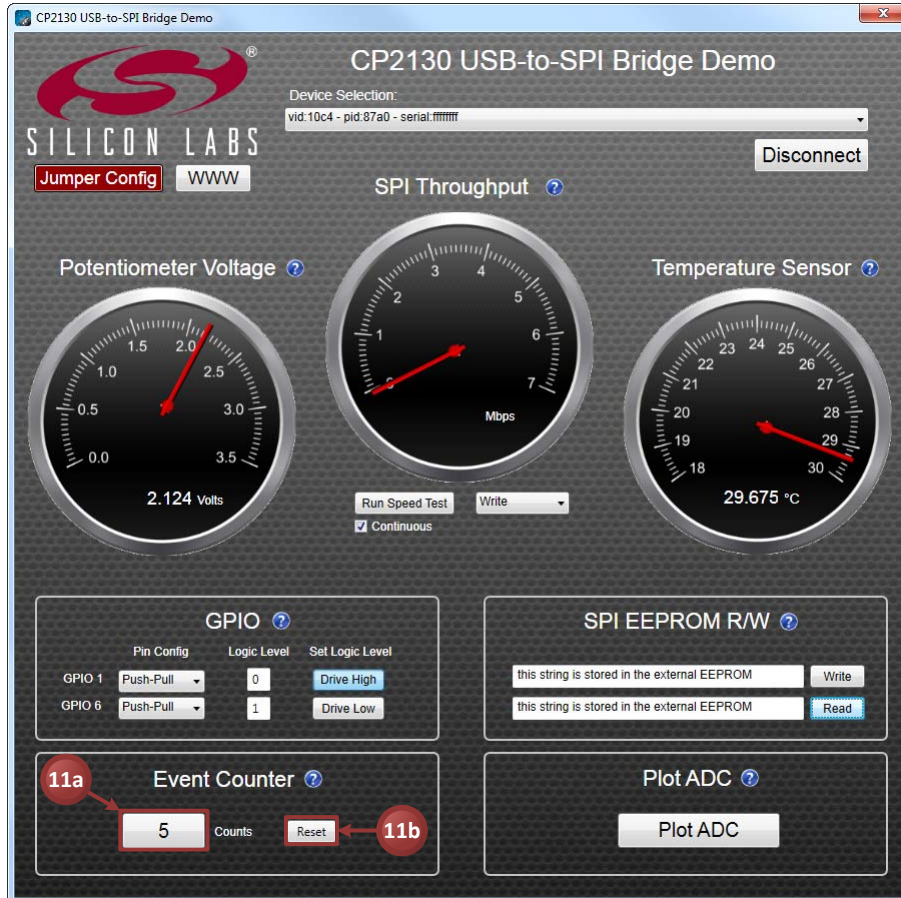 CP2130 USB-to-SPI Bridge Demo
x
®
SILICON LABS
CP2130 USB-to-SPI Bridge Demo
Device Selection:
vid:10c4 - pid:87a0 - serial:ffffffff
Disconnect
Jumper Config WWW
SPI Throughput ?
0 1 2 3 4 5 6 7
Mbps
Run Speed Test Write
Continuous
Potentiometer Voltage ?
0.0 0.5 1.0 1.5 2.0 2.5 3.0 3.5
2.124 Volts
Temperature Sensor ?
18 19 20 21 22 23 24 25 26 27 28 29 30
29.675 °C
GPIO ?
Pin Config Logic Level Set Logic Level
GPIO 1 Push-Pull 0 Drive High
GPIO 6 Push-Pull 1 Drive Low
SPI EEPROM R/W ?
this string is stored in the external EEPROM Write
this string is stored in the external EEPROM Read
11a
Event Counter ?
5 Counts Reset 11b
Plot ADC ?
Plot ADC